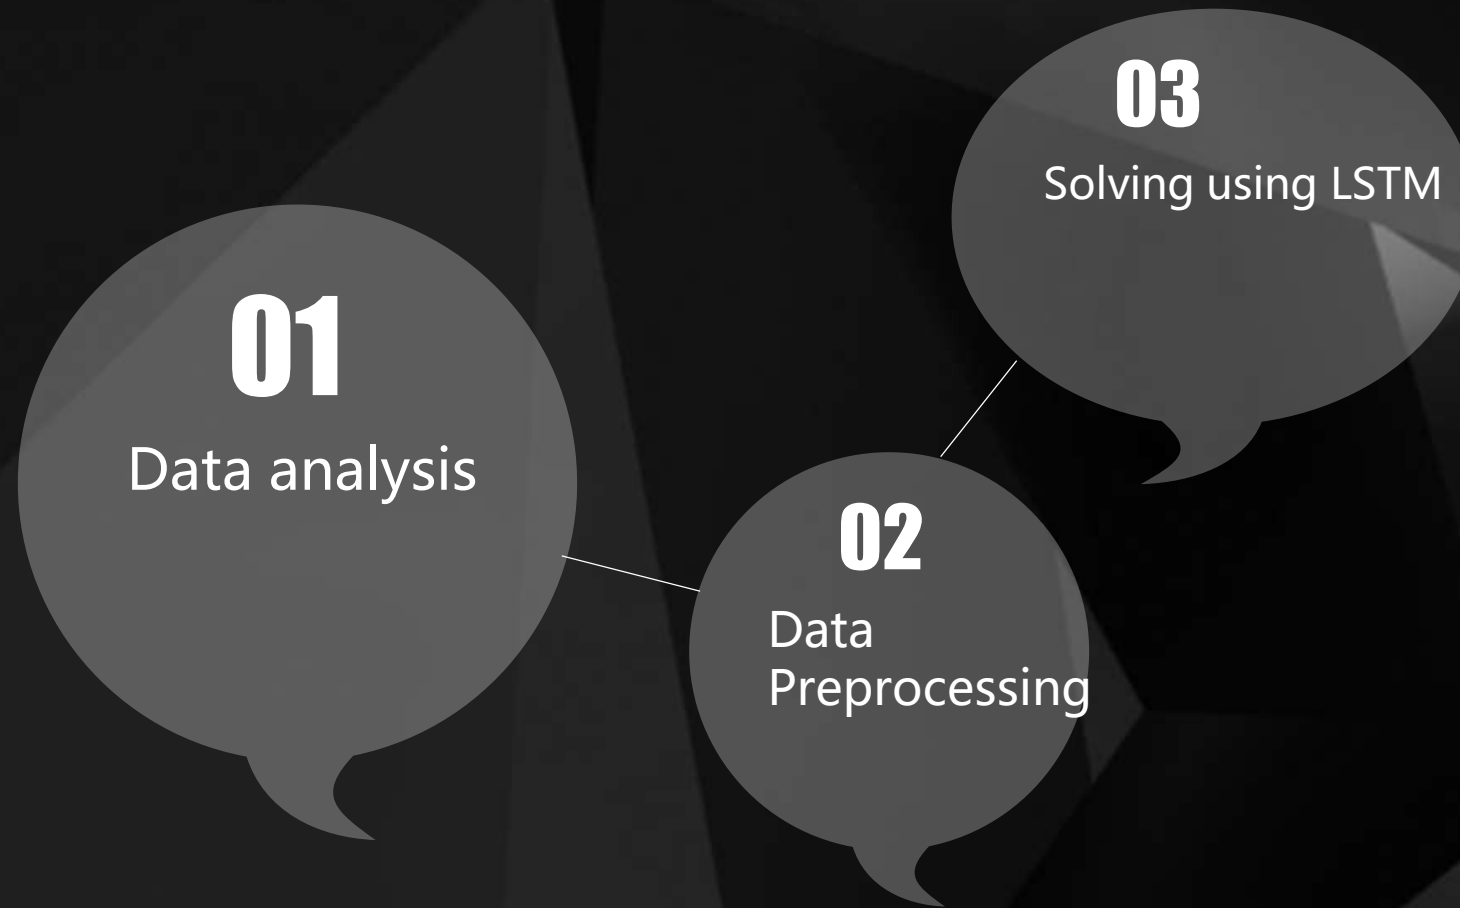 01
Data analysis
02
Data
Preprocessing
03
Solving using LSTM